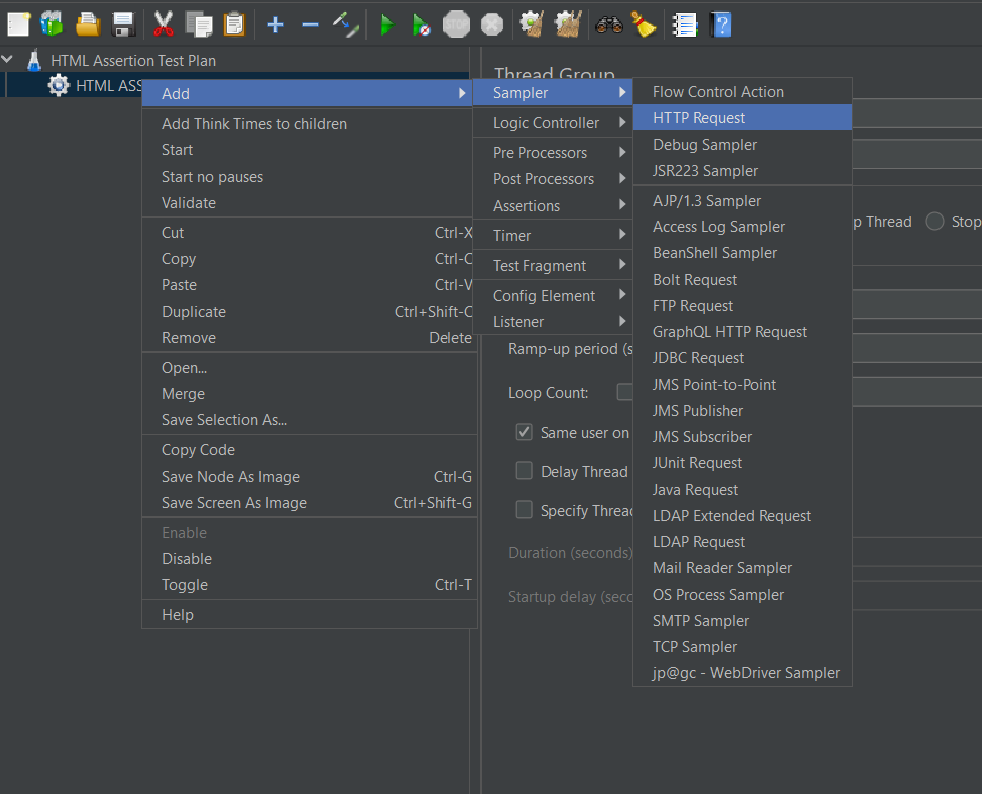 HTML Assertion Test Plan
HTML ASS
Thread Group
Add
Add Think Times to children
Start
Start no pauses
Validate
Cut Ctrl-X
Copy Ctrl-C
Paste Ctrl-V
Duplicate Ctrl+Shift-C
Remove Delete
Open...
Merge
Save Selection As...
Copy Code
Save Node As Image Ctrl-G
Save Screen As Image Ctrl+Shift-G
Enable
Disable
Toggle Ctrl-T
Help
Sampler
Logic Controller
Pre Processors
Post Processors
Assertions
Timer
Test Fragment
Config Element
Listener
Flow Control Action
HTTP Request
Debug Sampler
JSR223 Sampler
AJP/1.3 Sampler
Access Log Sampler
BeanShell Sampler
Bolt Request
FTP Request
GraphQL HTTP Request
JDBC Request
JMS Point-to-Point
JMS Publisher
JMS Subscriber
JUnit Request
Java Request
LDAP Extended Request
LDAP Request
Mail Reader Sampler
OS Process Sampler
SMTP Sampler
TCP Sampler
jp@gc - WebDriver Sampler
p Thread Stop
Ramp-up period (s
Loop Count:
Same user on
Delay Thread
Specify Threac
Duration (seconds)
Startup delay (secc